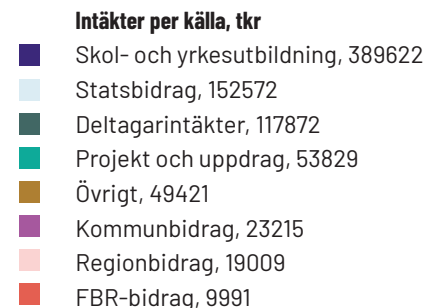 Intäkter per källa, tkr
Skol- och yrkesutbildning, 389622
Statsbidrag, 152572
Deltagarintäkter, 117872
Projekt och uppdrag, 53829
Övrigt, 49421
Kommunbidrag, 23215
Regionbidrag, 19009
FBR-bidrag, 9991